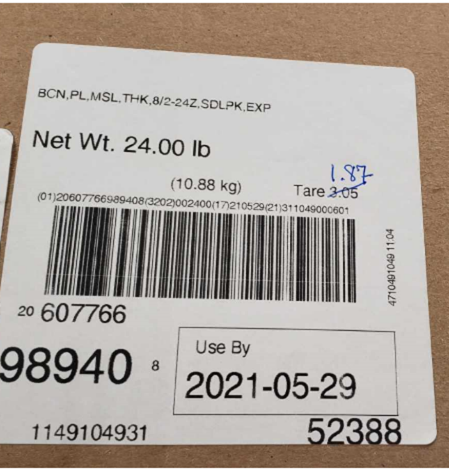 BCN,PL,MSL,THK,8/2-24Z,SDLPK,EXP
Net Wt. 24.00 lb
1.87
(10.88 kg) Tare 3.05
(01)20607766989408(3202)002400(17)210529(21)311049000601
4710491049 11:04
20 607766
98940 8
Use By
2021-05-29
1149104931
52388